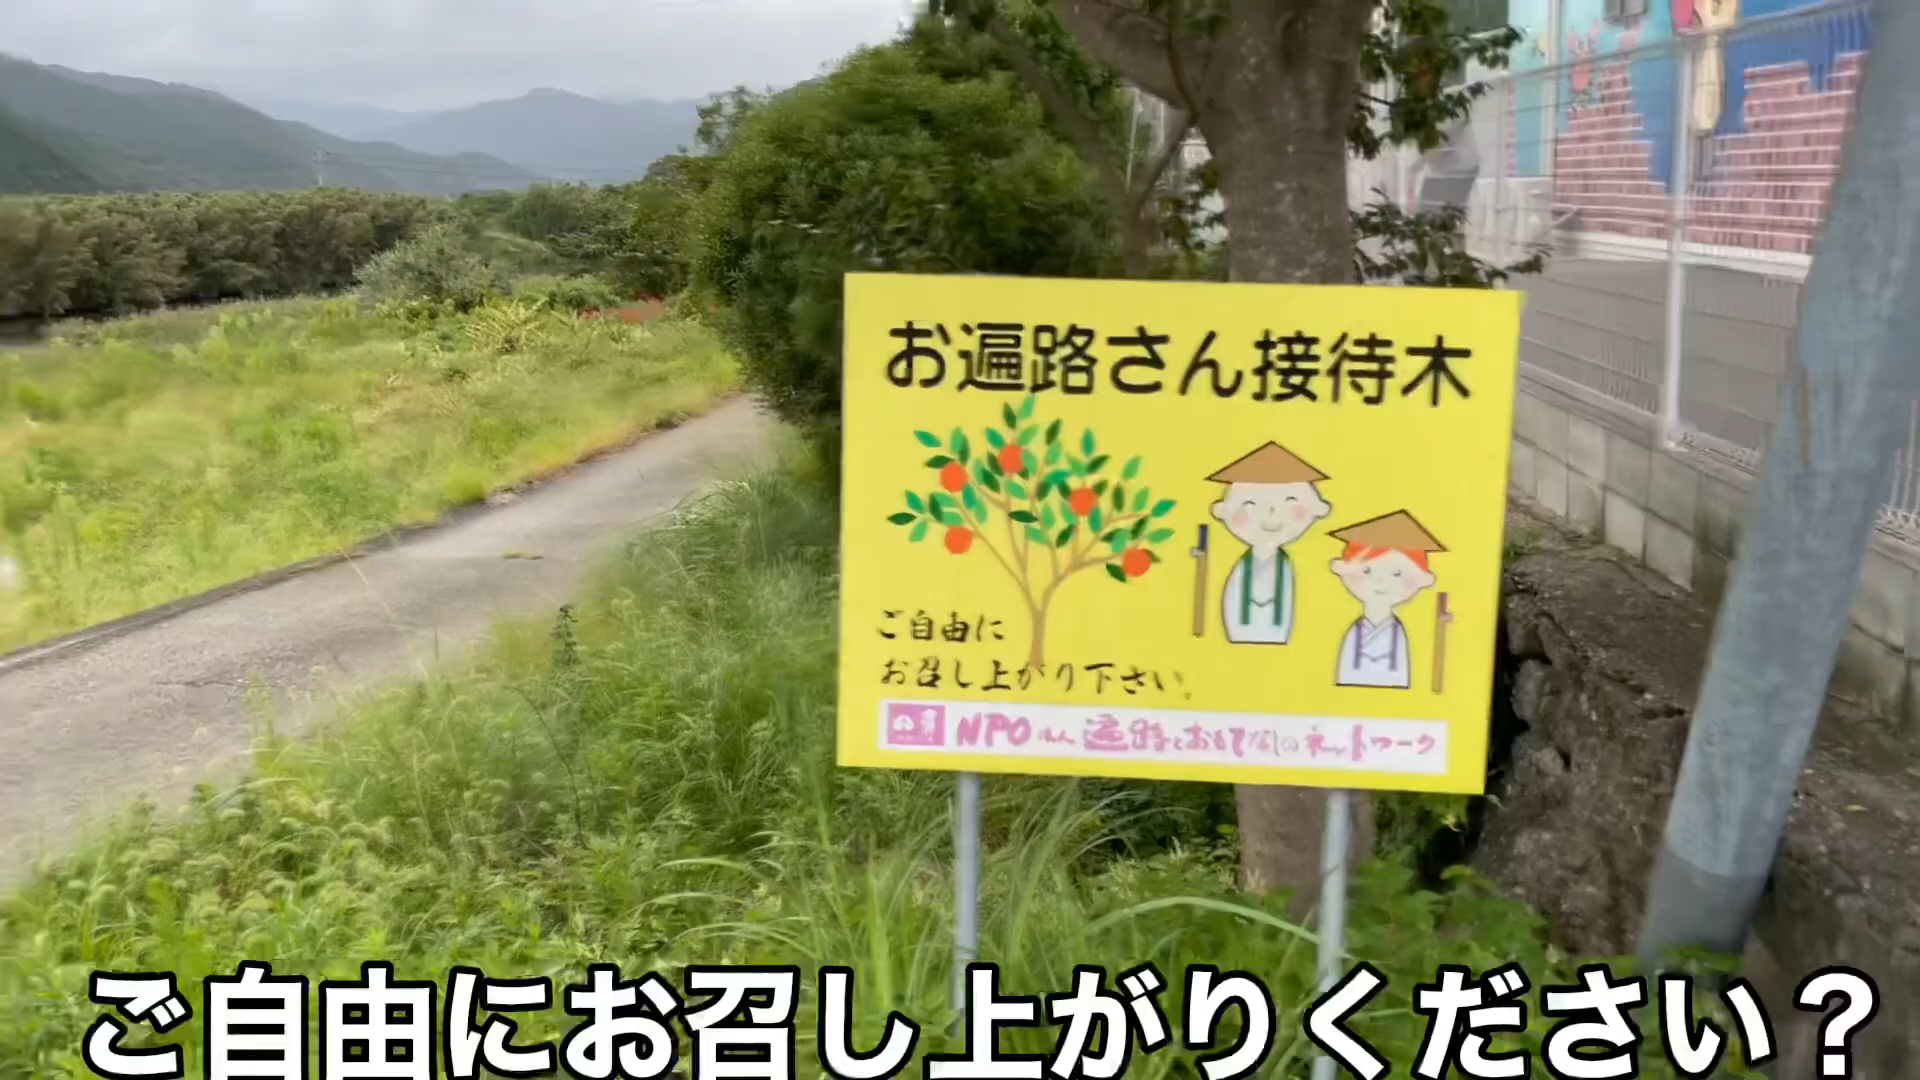 お遍路さん接待木
ご自由に
お召し上がり下さい。
NPO法人 遍路とおもてなしのネットワーク
ご自由にお召し上がりください？